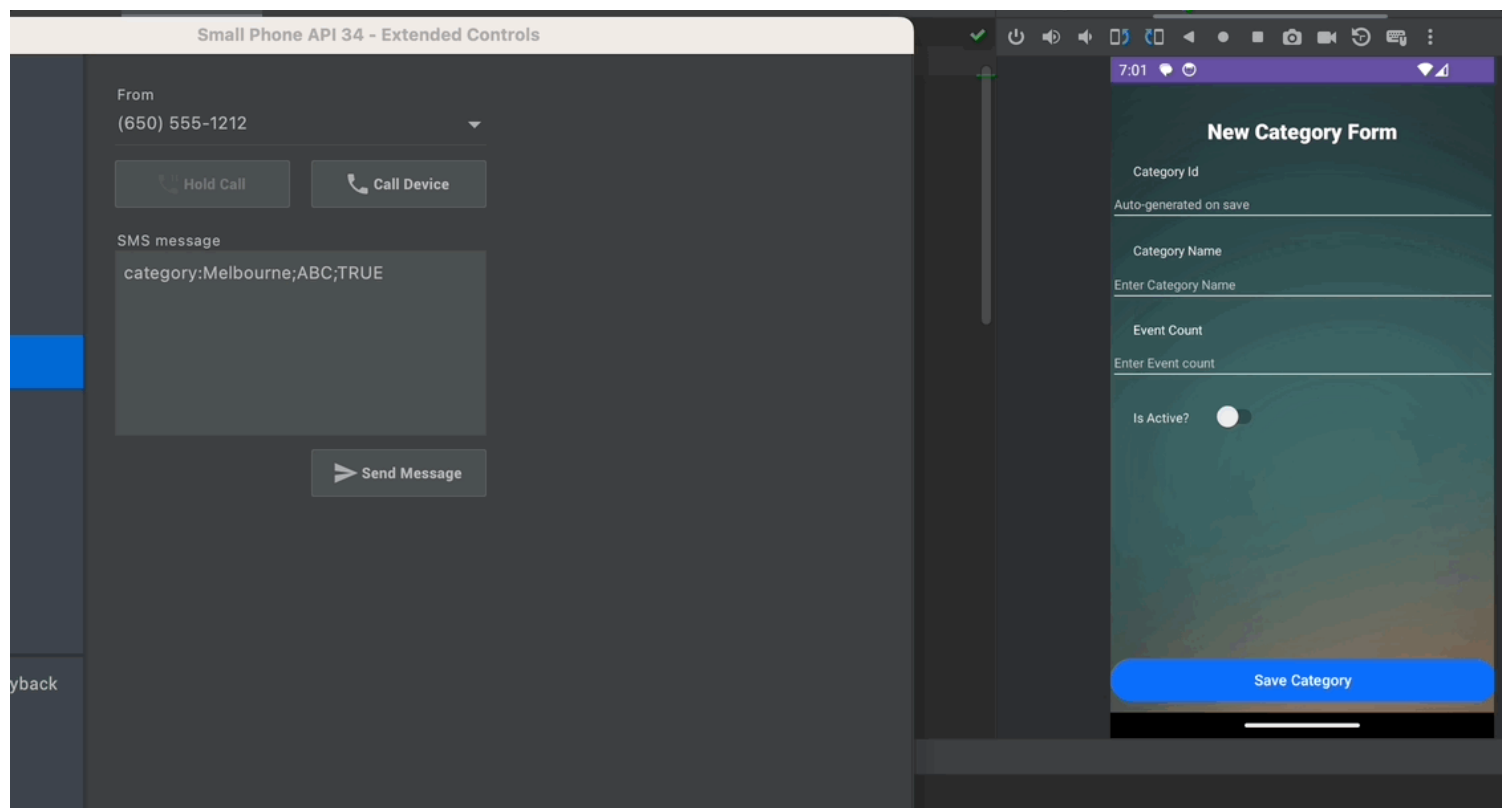 Small Phone API 34 - Extended Controls
From
(650) 555-1212
Hold Call
Call Device
SMS message
category:Melbourne;ABC;TRUE
Send Message
yback
7:01
New Category Form
Category Id
Auto-generated on save
Category Name
Enter Category Name
Event Count
Enter Event count
Is Active?
Save Category